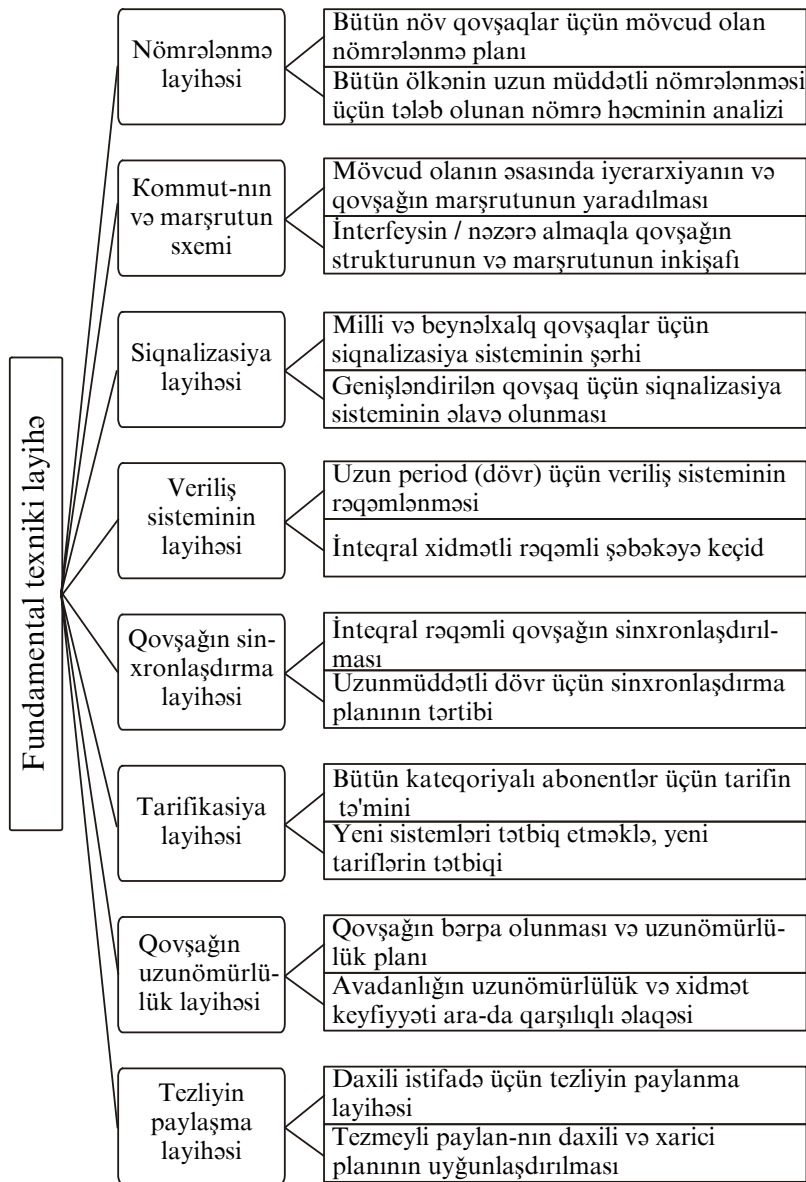 Fundamental texniki layihə
Nömrələnmə
layihəsi
Bütün növ qovşaqlar üçün mövcud olan
nömrələnmə planı
Bütün ölkənin uzun müddətli nömrələnməsi
üçün tələb olunan nömrə həcminin analizi
Kommut-nın
və marşrutun
sxemi
Mövcud olanın əsasında iyerarxiyanın və
qovşağın marşrutunun yaradılması
İnterfeysin / nəzərə almaqla qovşağın
strukturunun və marşrutunun inkişafı
Siqnalizasiya
layihəsi
Milli və beynəlxalq qovşaqlar üçün
siqnalizasiya sisteminin şərhi
Genişləndirilən qovşaq üçün siqnalizasiya
sisteminin əlavə olunması
Veriliş
sisteminin
layihəsi
Uzun period (dövr) üçün veriliş sisteminin
rəqəmlənməsi
İnteqral xidmətli rəqəmli şəbəkəyə keçid
Qovşağın sin-
xronlaşdırma
layihəsi
İnteqral rəqəmli qovşağın sinxronlaşdırıl-
ması
Uzunmüddətli dövr üçün sinxronlaşdırma
planının tərtibi
Tarifikasiya
layihəsi
Bütün kateqoriyalı abonentlər üçün tarifin
tə'mini
Yeni sistemləri tətbiq etməklə, yeni
tariflərin tətbiqi
Qovşağın
uzunömürlü-
lük layihəsi
Qovşağın bərpa olunması və uzunömürlü-
lük planı
Avadanlığın uzunömürlülük və xidmət
keyfiyyəti ara-da qarşılıqlı əlaqəsi
Tezliyin
paylaşma
layihəsi
Daxili istifadə üçün tezliyin paylanma
layihəsi
Tezmeyli paylan-nın daxili və xarici
planının uyğunlaşdırılması